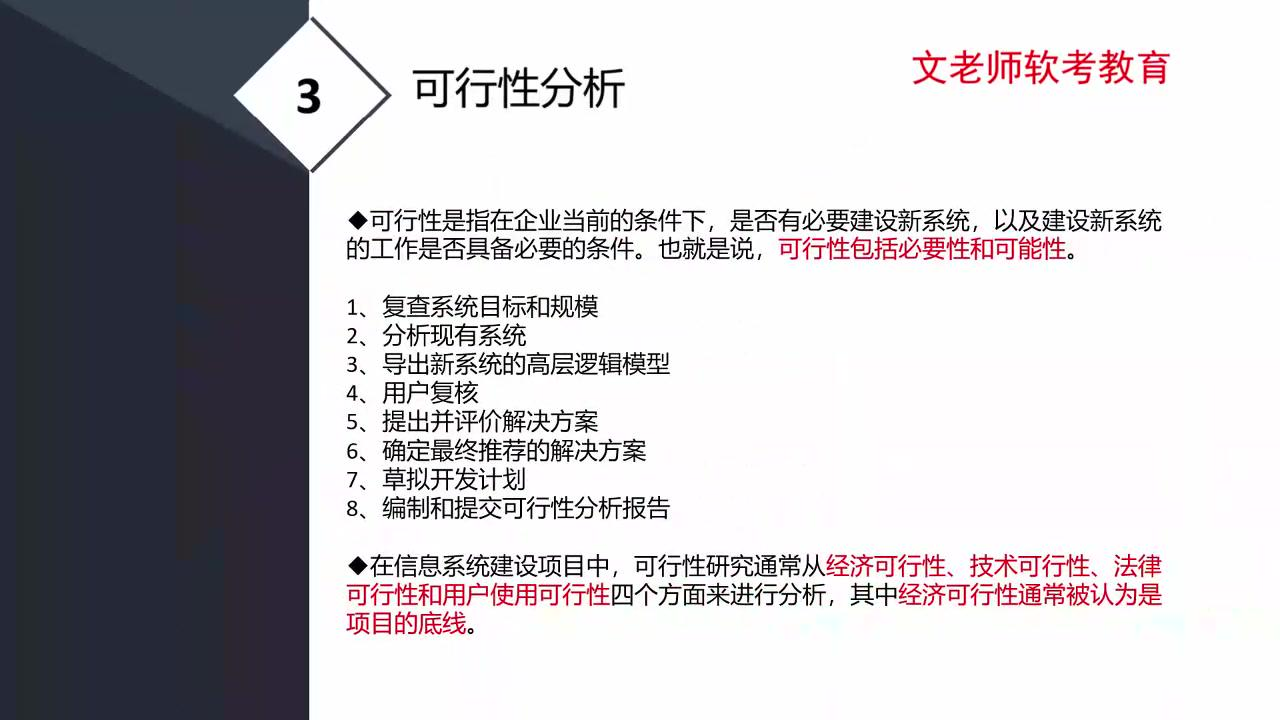 3
可行性分析
文老师软考教育
◆可行性是指在企业当前的条件下，是否有必要建设新系统，以及建设新系统
的工作是否具备必要的条件。也就是说，可行性包括必要性和可能性。
1、复查系统目标和规模
2、分析现有系统
3、导出新系统的高层逻辑模型
4、用户复核
5、提出并评价解决方案
6、确定最终推荐的解决方案
7、草拟开发计划
8、编制和提交可行性分析报告
◆在信息系统建设项目中，可行性研究通常从经济可行性、技术可行性、法律
可行性和用户使用可行性四个方面来进行分析，其中经济可行性通常被认为是
项目的底线。